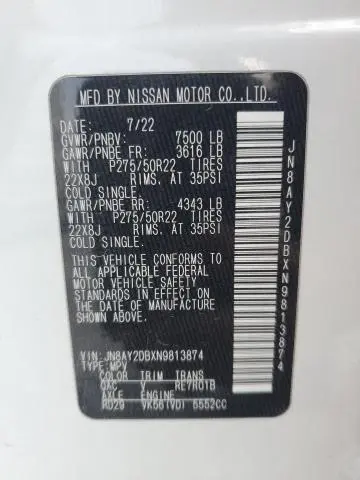 MFD BY NISSAN MOTOR CO.,LTD.
DATE: 7/22
GVWR/PNBV: 7500 LB
GAWR/PNBE FR: 3616 LB
WITH P275/50R22 TIRES
22X8J RIMS, AT 35PSI
COLD SINGLE.
GAWR/PNBE RR: 4343 LB
WITH P275/50R22 TIRES
22X8J RIMS, AT 35PSI
COLD SINGLE.
THIS VEHICLE CONFORMS TO
ALL APPLICABLE FEDERAL
MOTOR VEHICLE SAFETY
STANDARDS IN EFFECT ON THE
DATE OF MANUFACTURE
SHOWN ABOVE.
VIN: JN8AY2DBXN9813874
TYPE: MPV
COLOR TRIM TRANS
QAC V RE7R01B
AXLE ENGINE
RD29 VK56(VD) 5552CC
JN8AY2DBXN9813874